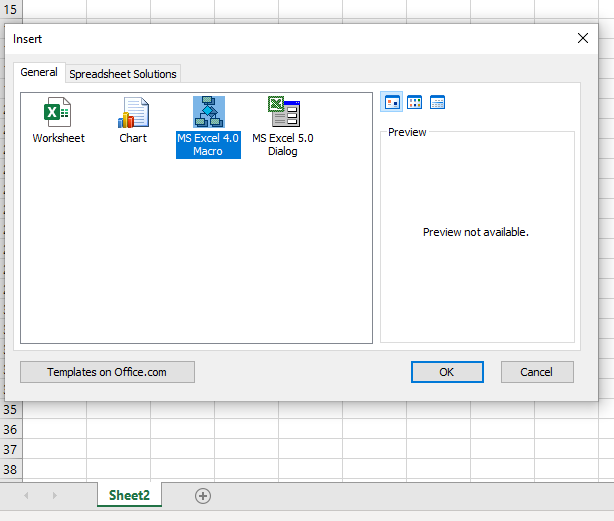 15
Insert
General
Spreadsheet Solutions
Worksheet
Chart
MS Excel 4.0
Macro
MS Excel 5.0
Dialog
Preview
Preview not available.
Templates on Office.com
OK
Cancel
35
36
37
38
Sheet2